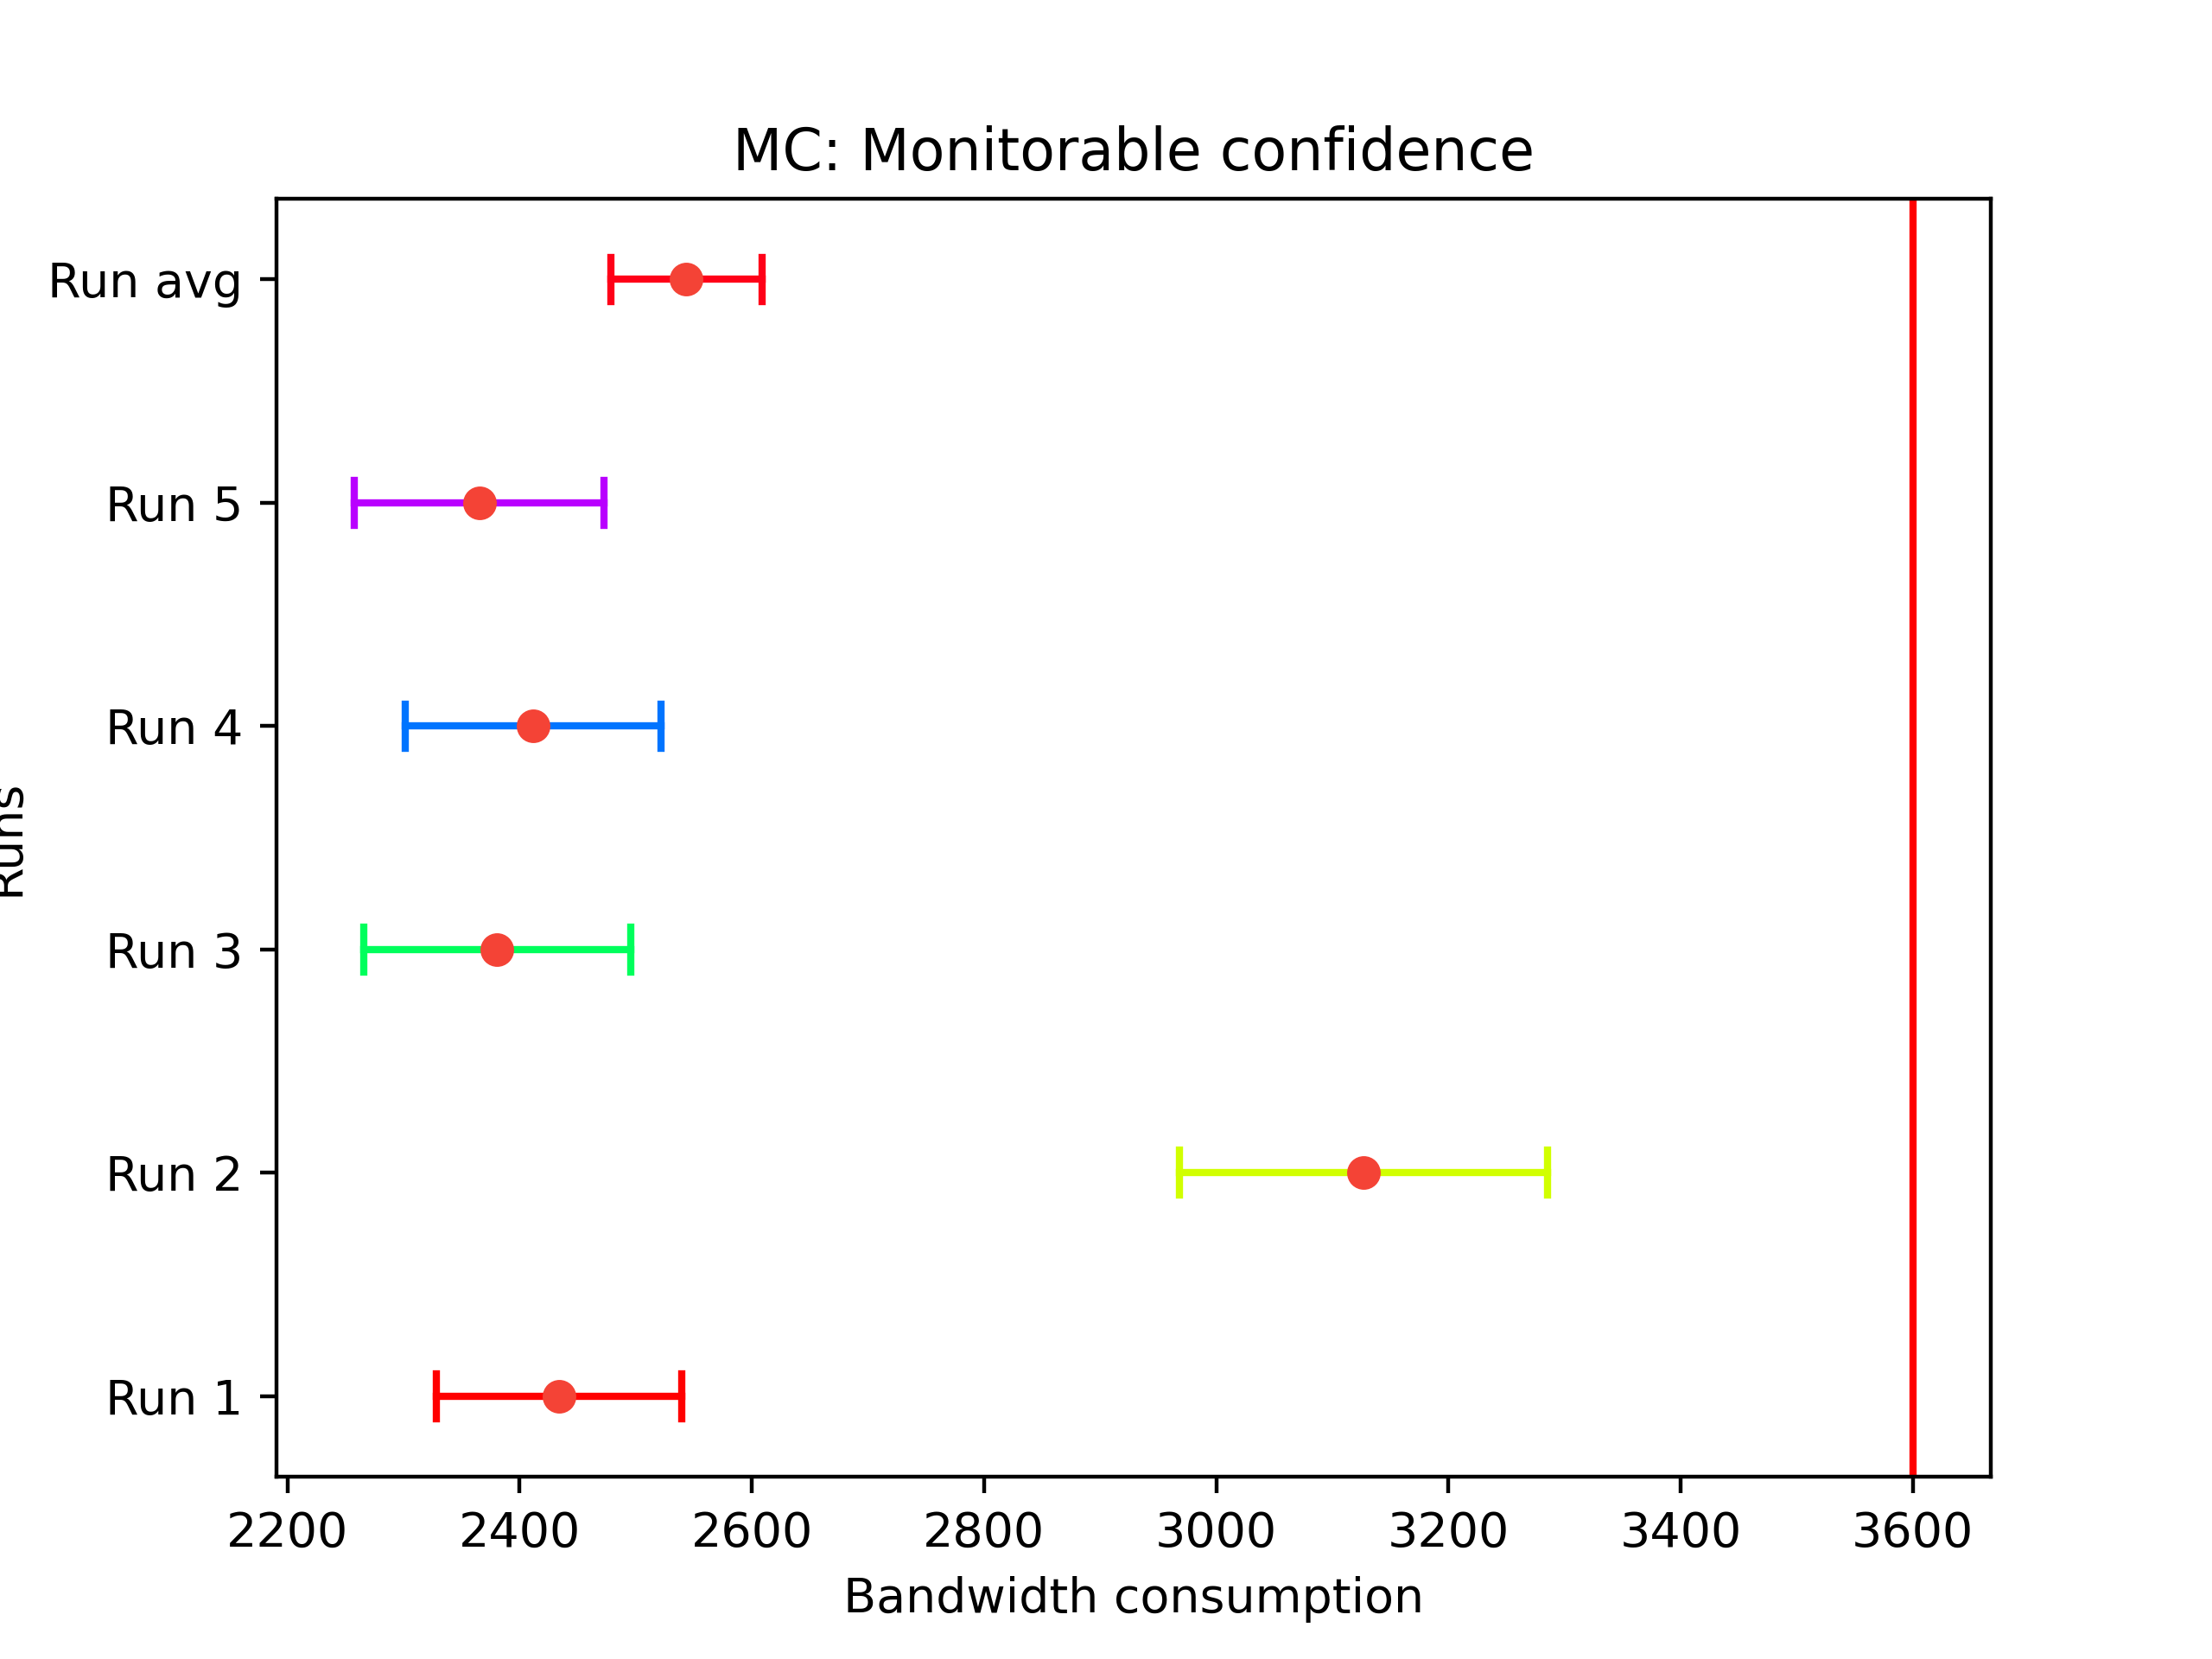 MC: Monitorable confidence
Run avg
Run 5
Run 4
Runs
Run 3
Run 2
Run 1
2200 2400 2600 2800 3000 3200 3400 3600
Bandwidth consumption